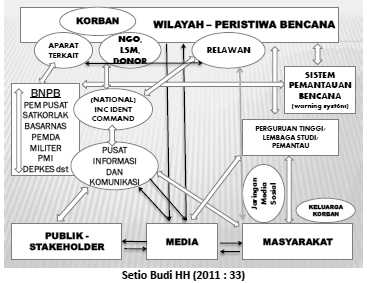 KORBAN
WILAYAH – PERISTIWA BENCANA
APARAT
TERKAIT
NGO,
LSM,
DONOR
RELAWAN
BNPB
PEM PUSAT
SATKORLAK
BASARNAS
PEMDA
MILITER
PMI
DEPKES dst
(NATIONAL)
INCIDENT
COMMAND
SISTEM
PEMANTAUAN
BENCANA
(warning system)
PERGURUAN TINGGI/
LEMBAGA STUDI/
PEMANTAU
PUSAT
INFORMASI
DAN
KOMUNIKASI
Jaringan
Media
Sosial
KELUARGA
KORBAN
PUBLIK -
STAKEHOLDER
MEDIA
MASYARAKAT
Setio Budi HH (2011 : 33)